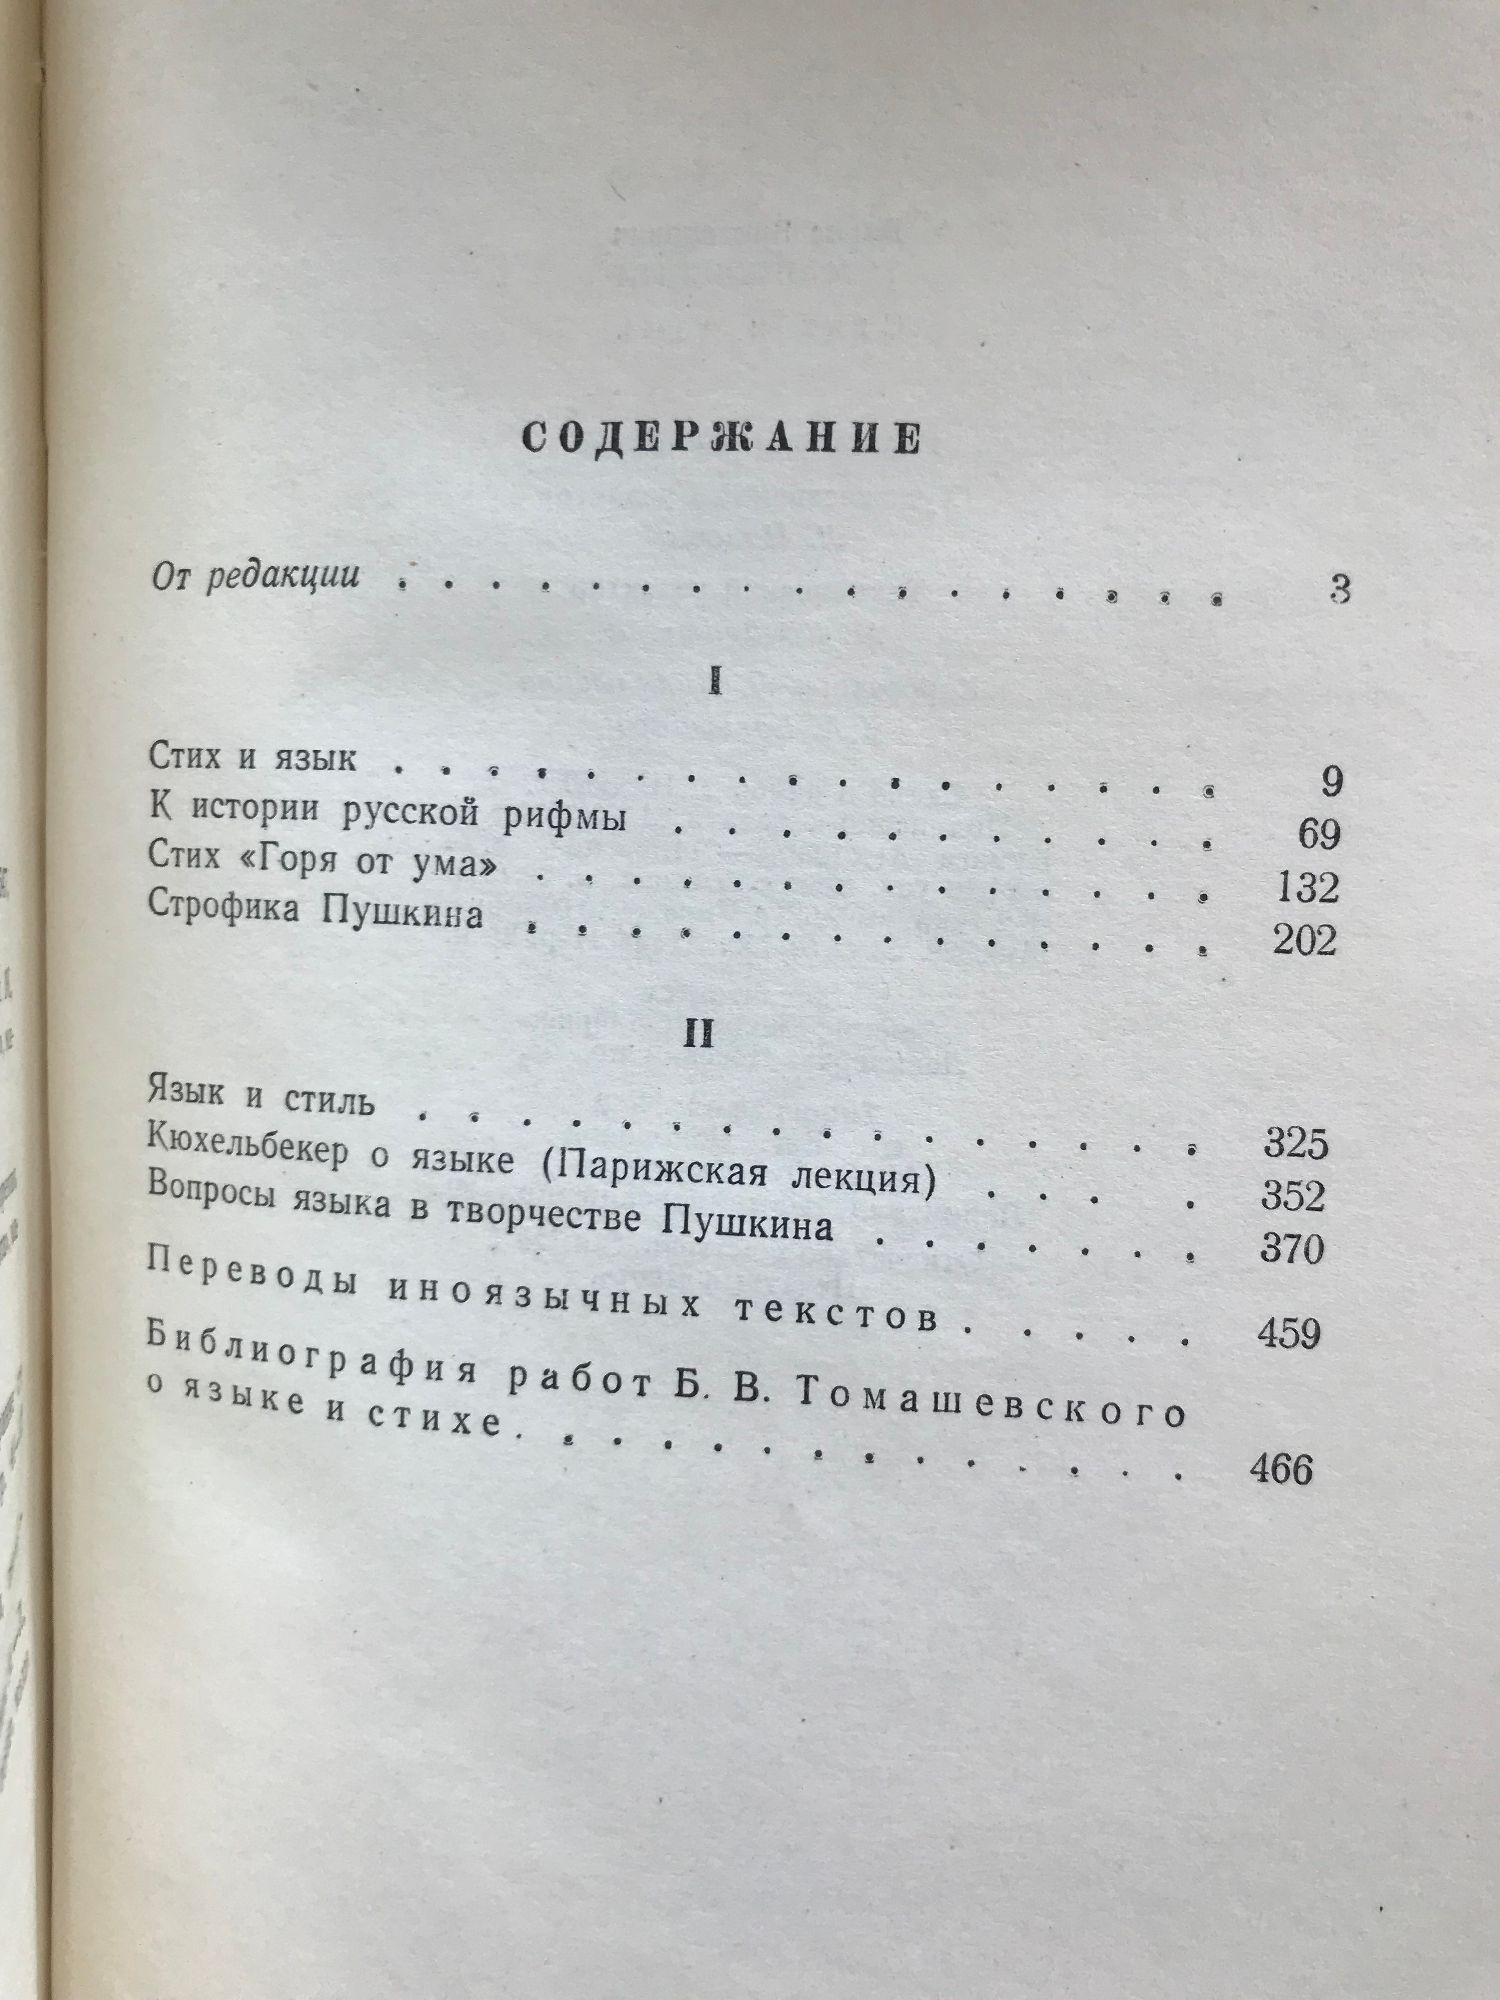 СОДЕРЖАНИЕ
От редакции . . . . . . . . . . . . . . . . . 3
I
Стих и язык . . . . . . . . . . . . . . . . . 9
К истории русской рифмы . . . . . . . . . . . 69
Стих «Горя от ума» . . . . . . . . . . . . . . 132
Строфика Пушкина . . . . . . . . . . . . . . 202
II
Язык и стиль . . . . . . . . . . . . . . . . 325
Кюхельбекер о языке (Парижская лекция) . . . . 352
Вопросы языка в творчестве Пушкина . . . . . . . 370
Переводы иноязычных текстов . . . . . 459
Библиография работ Б. В. Томашевского
о языке и стихе . . . . . . . . . . . . . . 466